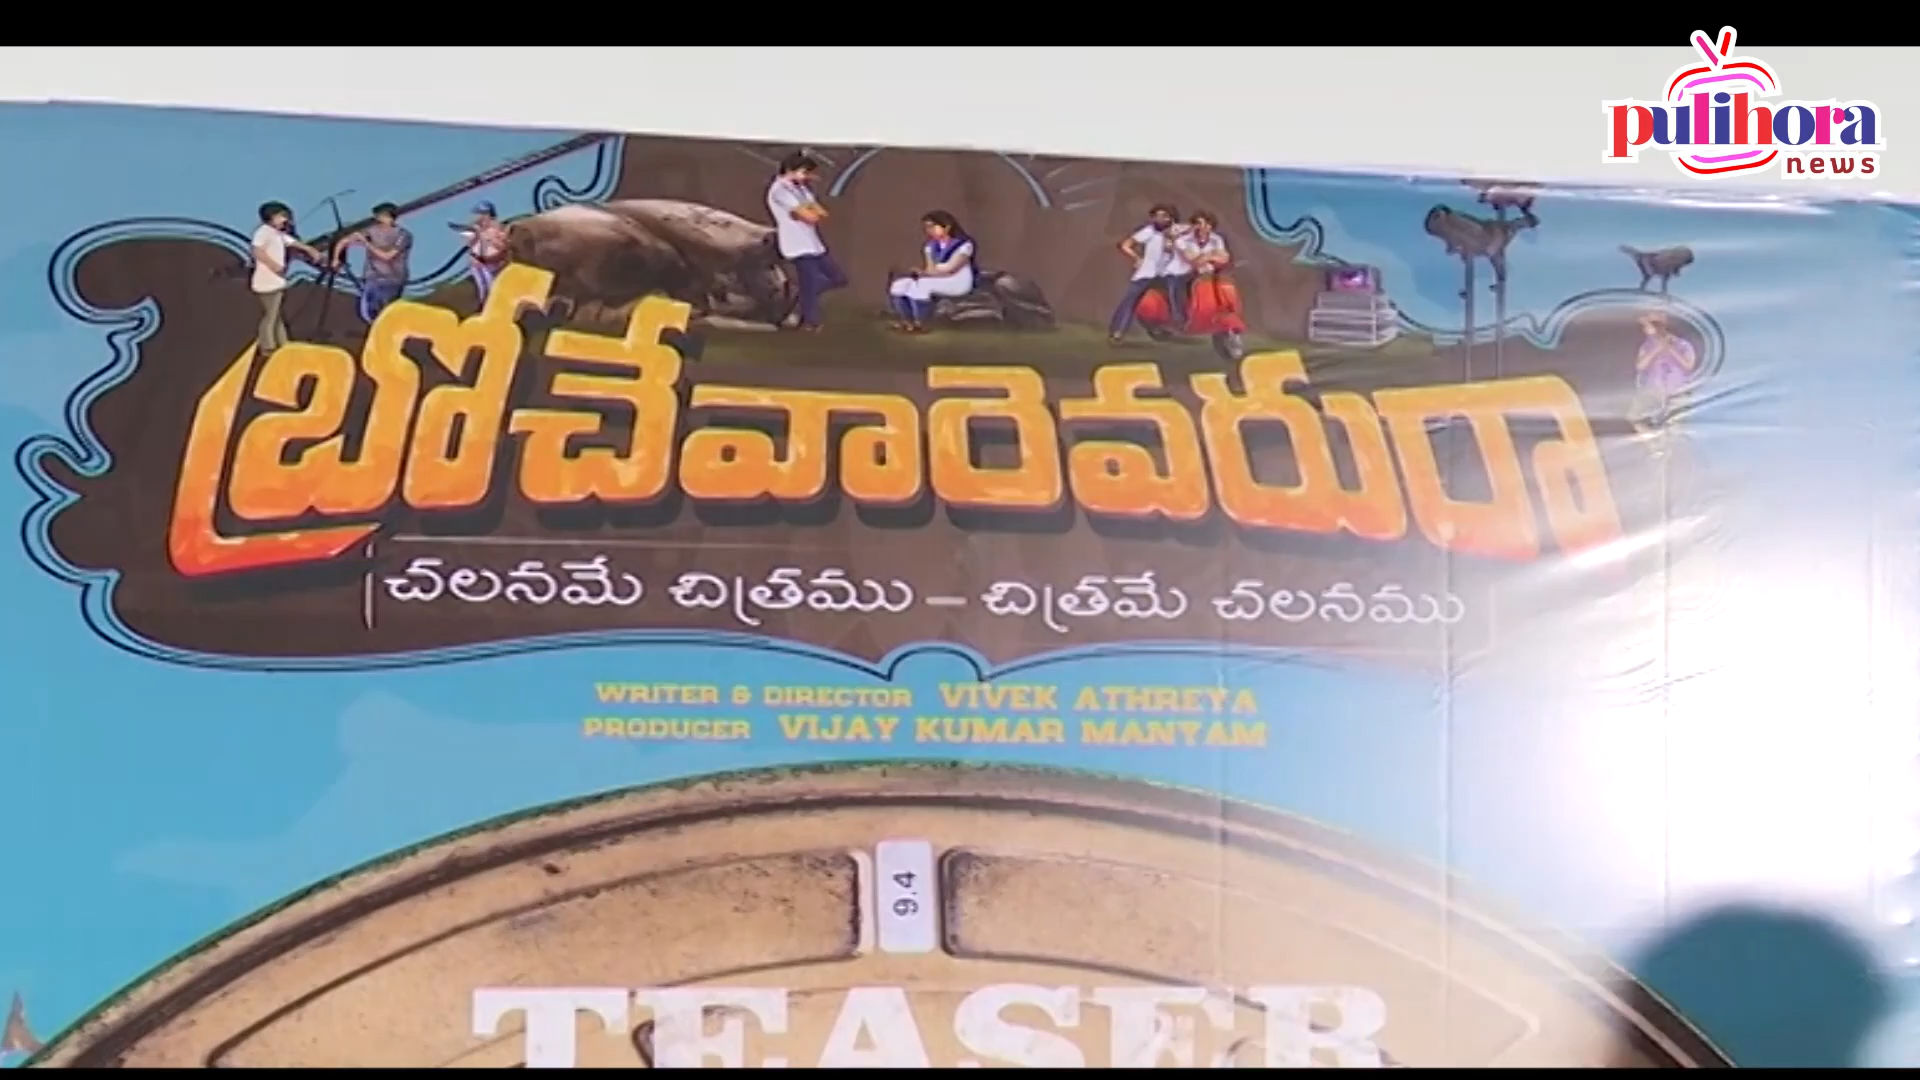 pulihora
news
బ్రోచేవారెవరురా
చలనమే చిత్రము – చిత్రమే చలనము
WRITER & DIRECTOR VIVEK ATHREYA
PRODUCER VIJAY KUMAR MANYAM
9.4
TEASER